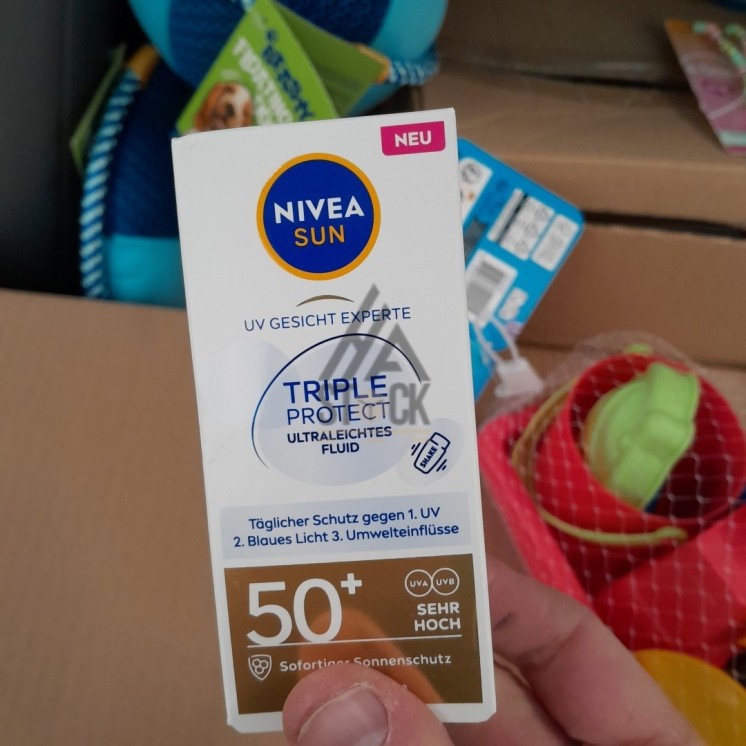 NEU
NIVEA
SUN
UV GESICHT EXPERTE
TRIPLE
PROTECT
ULTRALEICHTES
FLUID
SHAKE!
Täglicher Schutz gegen 1. UV
2. Blaues Licht 3. Umwelteinflüsse
50+
UVA UVB
SEHR
HOCH
Sofortiger Sonnenschutz
STOCK